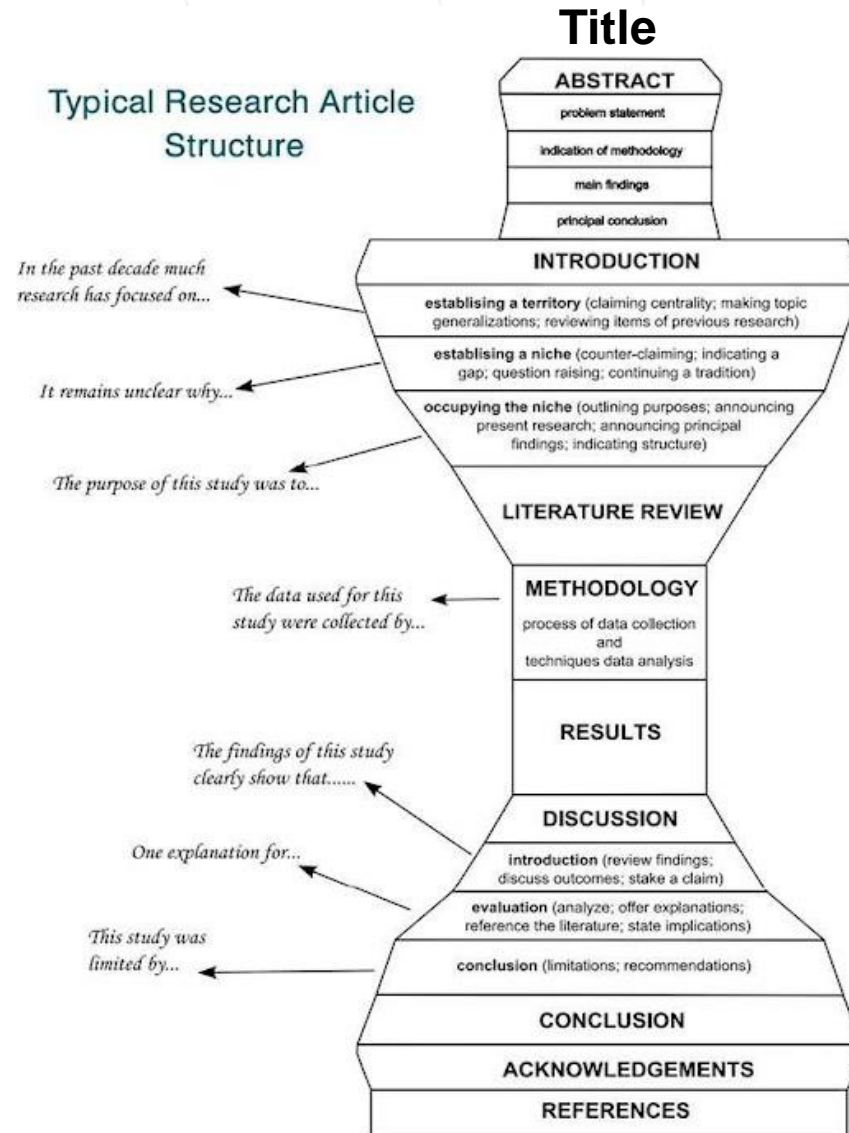 Title
Typical Research Article
Structure
ABSTRACT
problem statement
indication of methodology
main findings
principal conclusion
INTRODUCTION
In the past decade much
research has focused on...
establising a territory (claiming centrality; making topic
generalizations; reviewing items of previous research)
It remains unclear why...
establising a niche (counter-claiming; indicating a
gap; question raising; continuing a tradition)
The purpose of this study was to...
occupying the niche (outlining purposes; announcing
present research; announcing principal
findings; indicating structure)
LITERATURE REVIEW
The data used for this
study were collected by...
METHODOLOGY
process of data collection
and
techniques data analysis
RESULTS
The findings of this study
clearly show that......
DISCUSSION
introduction (review findings;
discuss outcomes; stake a claim)
One explanation for...
evaluation (analyze; offer explanations;
reference the literature; state implications)
This study was
limited by...
conclusion (limitations; recommendations)
CONCLUSION
ACKNOWLEDGEMENTS
REFERENCES